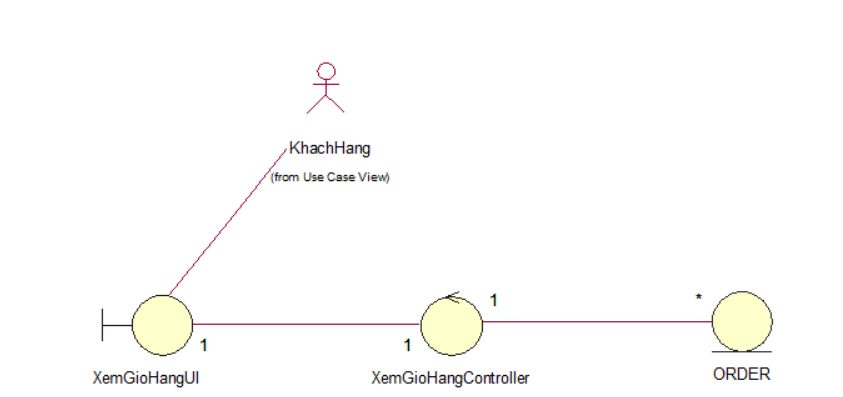 KhachHang
(from Use Case View)
1
*
1
1
XemGioHangUI
XemGioHangController
ORDER